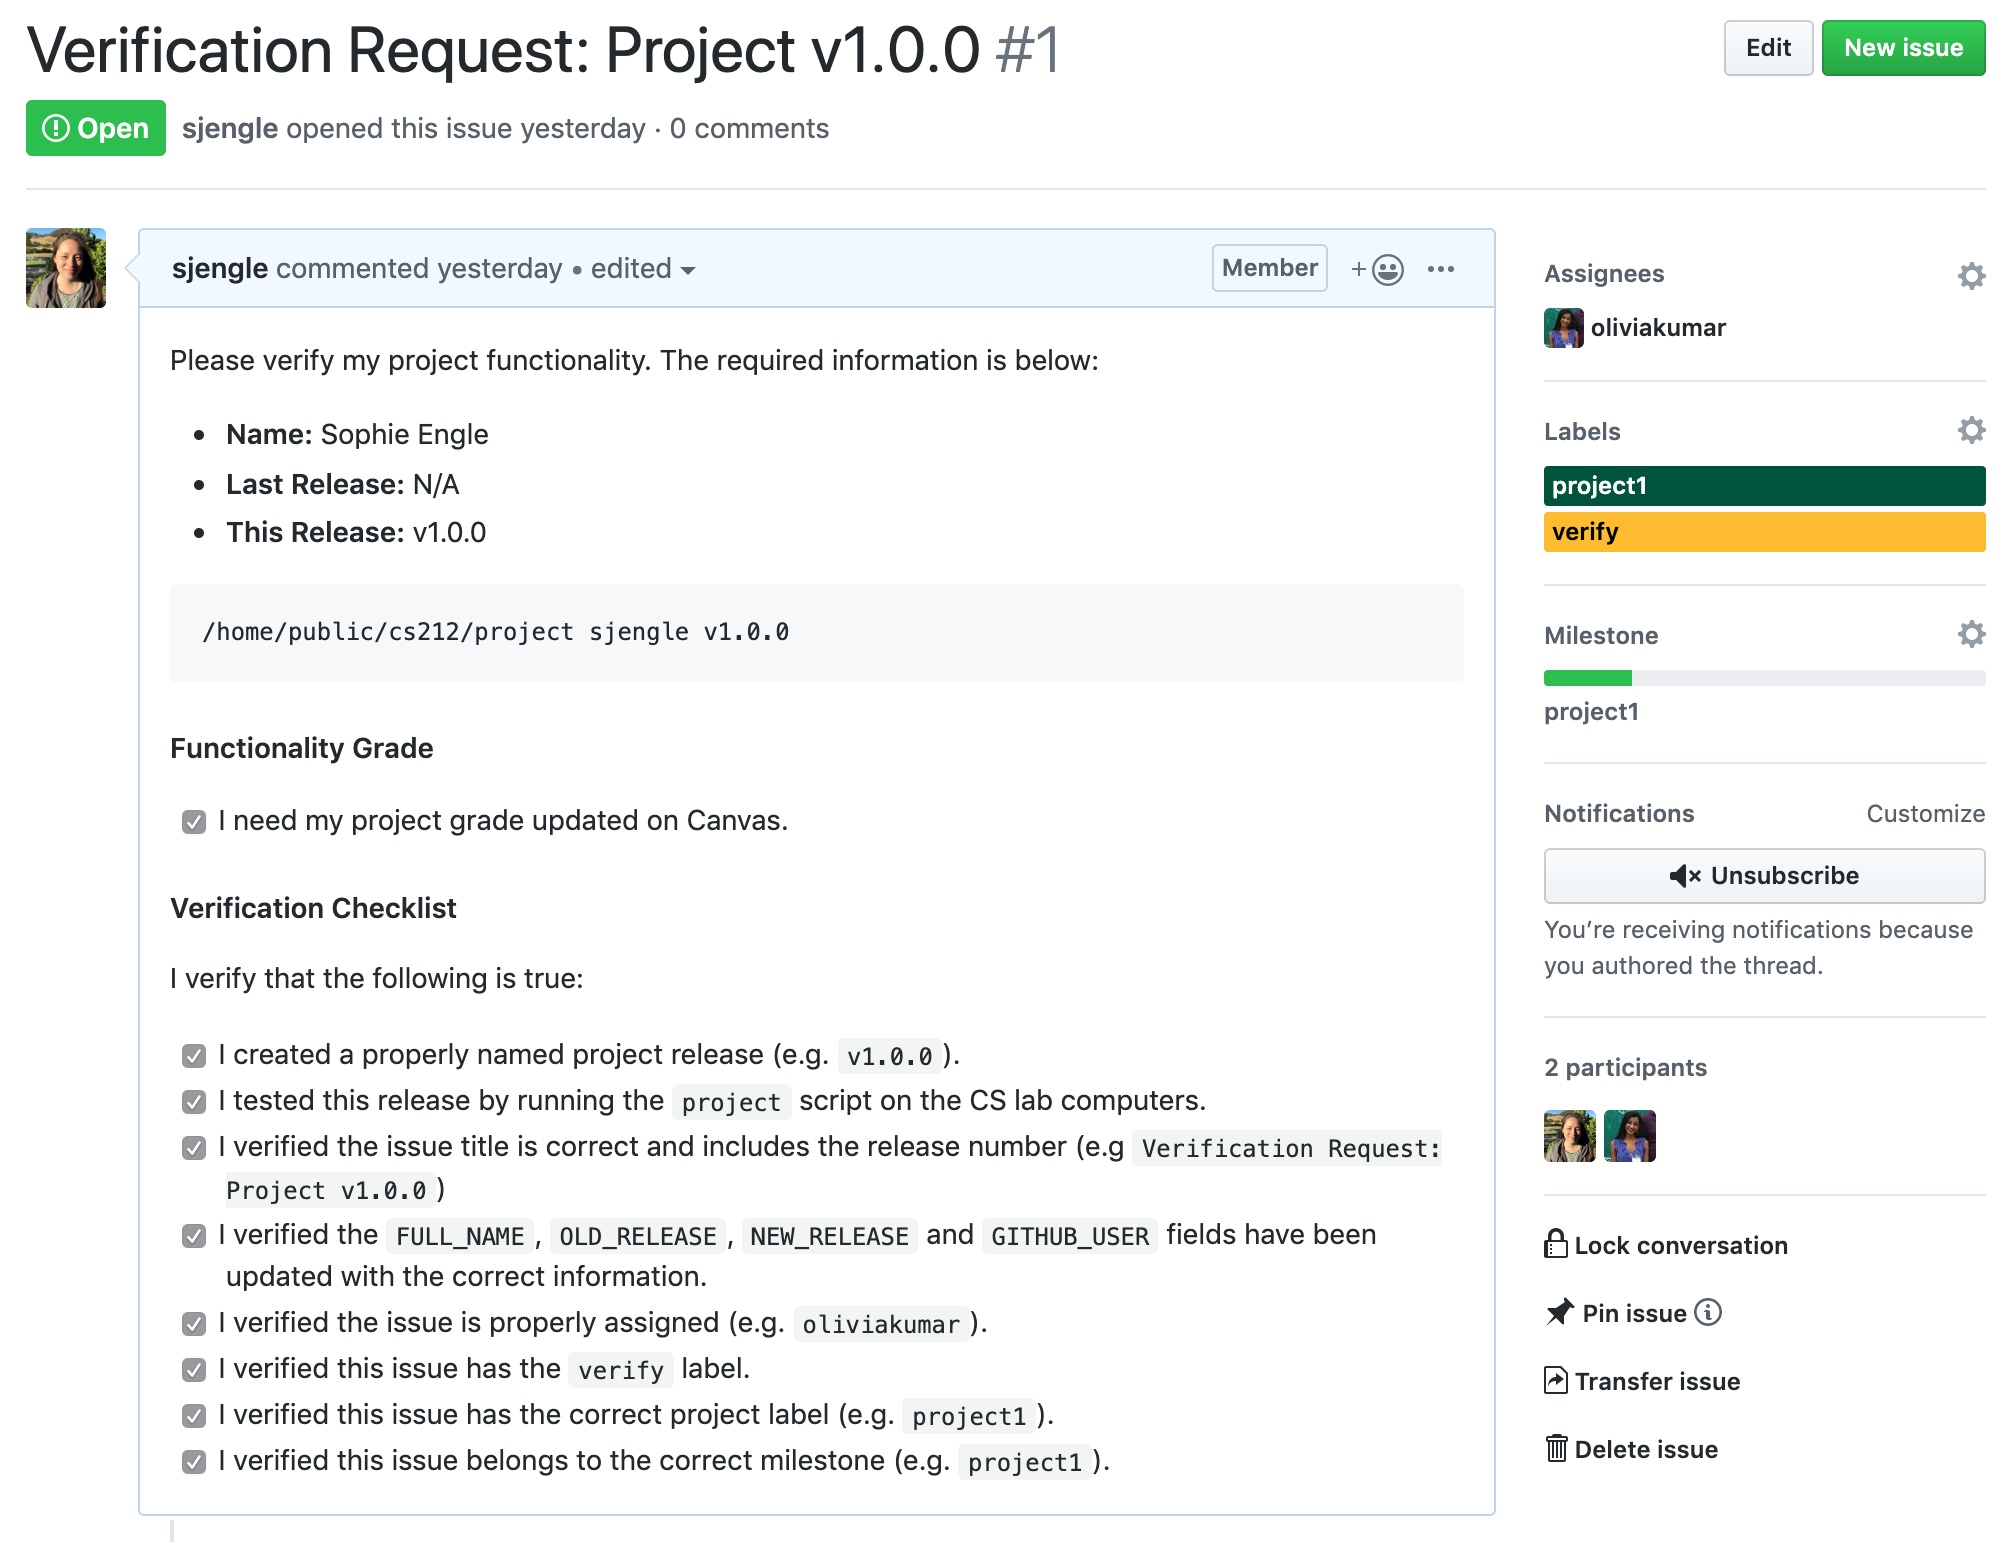 Verification Request: Project v1.0.0 #1
Edit
New issue
Open
sjengle opened this issue yesterday · 0 comments
sjengle commented yesterday • edited
Member
Please verify my project functionality. The required information is below:
• Name: Sophie Engle
• Last Release: N/A
• This Release: v1.0.0
/home/public/cs212/project sjengle v1.0.0
Functionality Grade
I need my project grade updated on Canvas.
Verification Checklist
I verify that the following is true:
I created a properly named project release (e.g. v1.0.0).
I tested this release by running the project script on the CS lab computers.
I verified the issue title is correct and includes the release number (e.g Verification Request:
Project v1.0.0)
I verified the FULL_NAME, OLD_RELEASE, NEW_RELEASE and GITHUB_USER fields have been
updated with the correct information.
I verified the issue is properly assigned (e.g. oliviakumar).
I verified this issue has the verify label.
I verified this issue has the correct project label (e.g. project1).
I verified this issue belongs to the correct milestone (e.g. project1).
Assignees
oliviakumar
Labels
project1
verify
Milestone
project1
Notifications
Customize
Unsubscribe
You’re receiving notifications because
you authored the thread.
2 participants
Lock conversation
Pin issue
Transfer issue
Delete issue